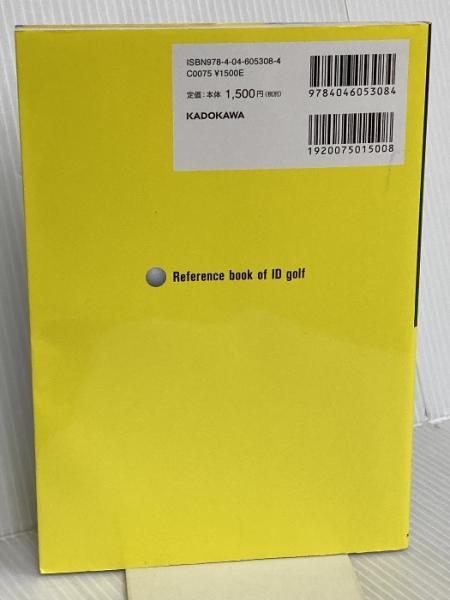 ISBN978-4-04-605308-4
C0075 ¥1500E
定価:本体 1,500円(税別)
KADOKAWA
9784046053084
1920075015008
Reference book of ID golf